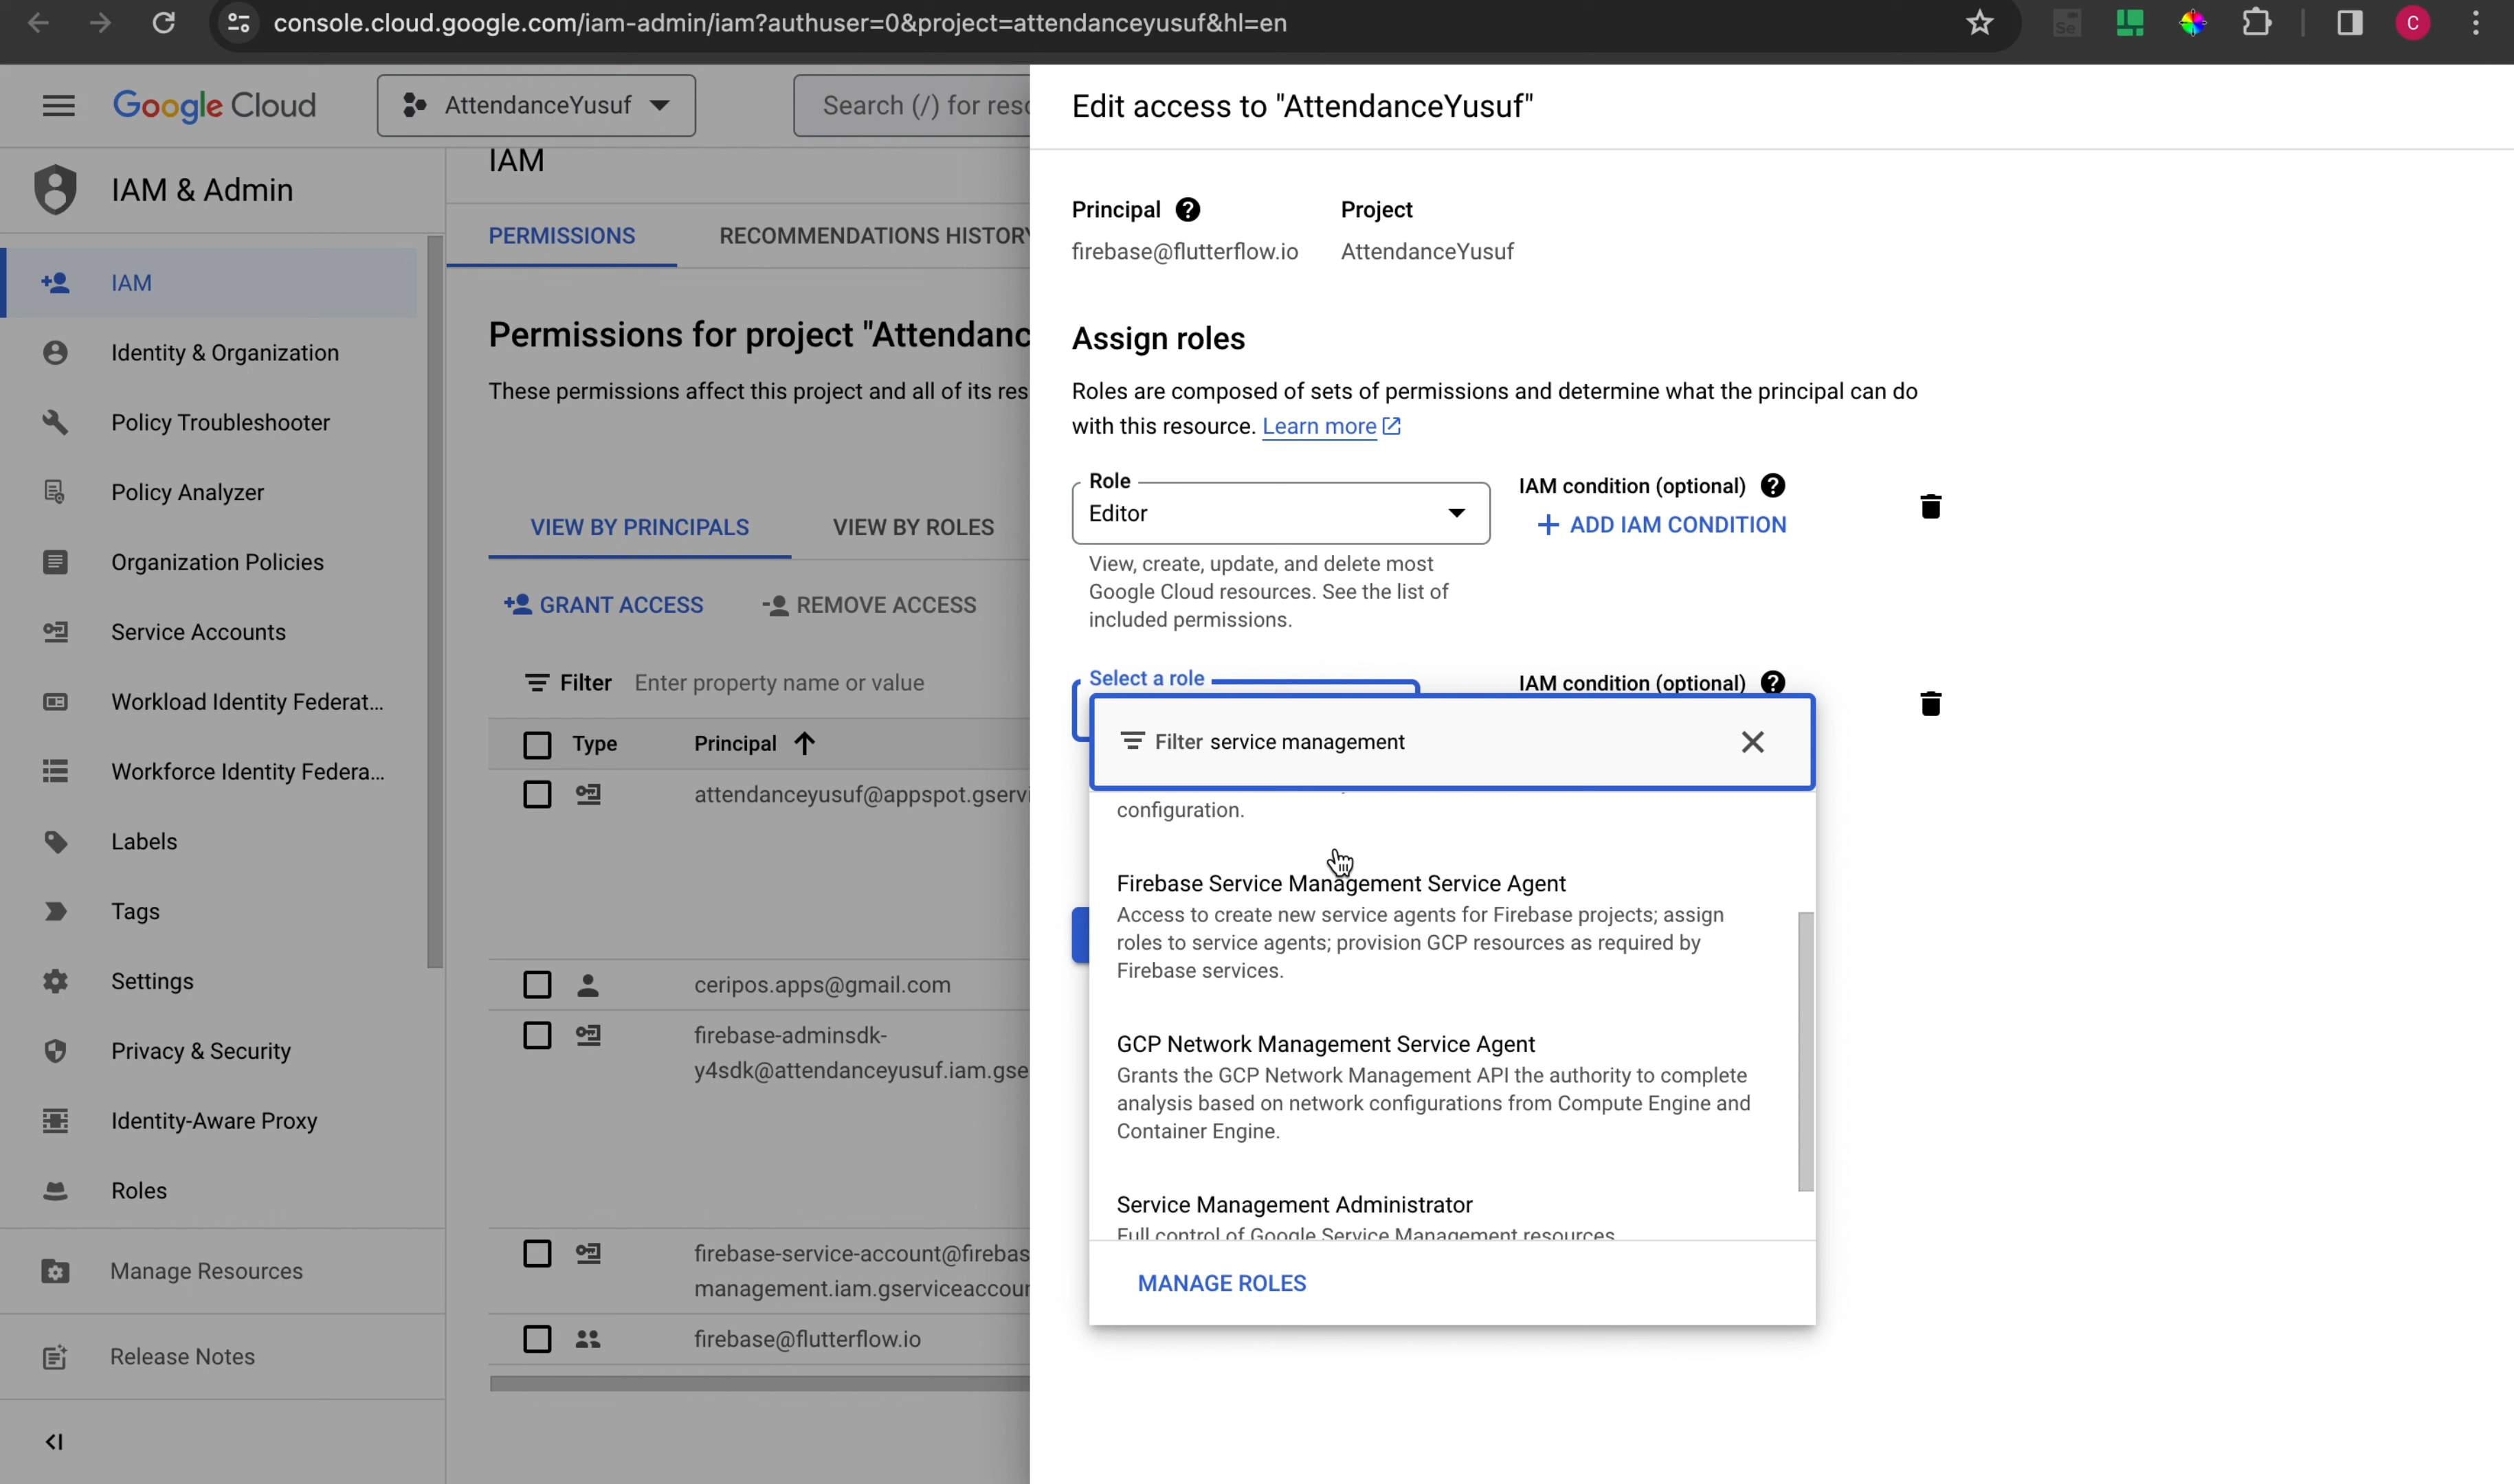 console.cloud.google.com/iam-admin/iam?authuser=0&project=attendanceyusuf&hl=en
Se
C
Google Cloud
AttendanceYusuf
Search (/) for reso
IAM & Admin
IAM
Identity & Organization
Policy Troubleshooter
Policy Analyzer
Organization Policies
Service Accounts
Workload Identity Federat...
Workforce Identity Federa...
Labels
Tags
Settings
Privacy & Security
Identity-Aware Proxy
Roles
Manage Resources
Release Notes
IAM
PERMISSIONS
RECOMMENDATIONS HISTORY
Permissions for project "Attendanc
These permissions affect this project and all of its res
VIEW BY PRINCIPALS
VIEW BY ROLES
GRANT ACCESS
REMOVE ACCESS
Filter Enter property name or value
Type Principal
attendanceyusuf@appspot.gservi
ceripos.apps@gmail.com
firebase-adminsdk-
y4sdk@attendanceyusuf.iam.gse
firebase-service-account@firebas
management.iam.gserviceaccour
firebase@flutterflow.io
Edit access to "AttendanceYusuf"
Principal
Project
firebase@flutterflow.io
AttendanceYusuf
Assign roles
Roles are composed of sets of permissions and determine what the principal can do
with this resource. Learn more
Role
Editor
IAM condition (optional)
ADD IAM CONDITION
View, create, update, and delete most
Google Cloud resources. See the list of
included permissions.
Select a role
IAM condition (optional)
Filter service management
configuration.
Firebase Service Management Service Agent
Access to create new service agents for Firebase projects; assign
roles to service agents; provision GCP resources as required by
Firebase services.
GCP Network Management Service Agent
Grants the GCP Network Management API the authority to complete
analysis based on network configurations from Compute Engine and
Container Engine.
Service Management Administrator
Full control of Google Service Management resources
MANAGE ROLES